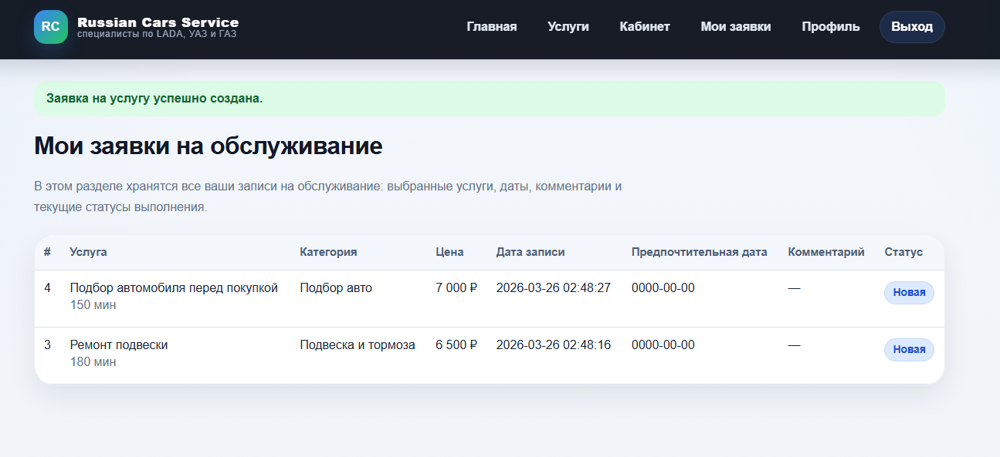 RC
Russian Cars Service
специалисты по LADA, УАЗ и ГАЗ
Главная Услуги Кабинет Мои заявки Профиль Выход
Заявка на услугу успешно создана.
Мои заявки на обслуживание
В этом разделе хранятся все ваши записи на обслуживание: выбранные услуги, даты, комментарии и
текущие статусы выполнения.
# Услуга Категория Цена Дата записи Предпочтительная дата Комментарий Статус
4 Подбор автомобиля перед покупкой Подбор авто 7 000 ₽ 2026-03-26 02:48:27 0000-00-00 — Новая
150 мин
3 Ремонт подвески Подвеска и тормоза 6 500 ₽ 2026-03-26 02:48:16 0000-00-00 — Новая
180 мин